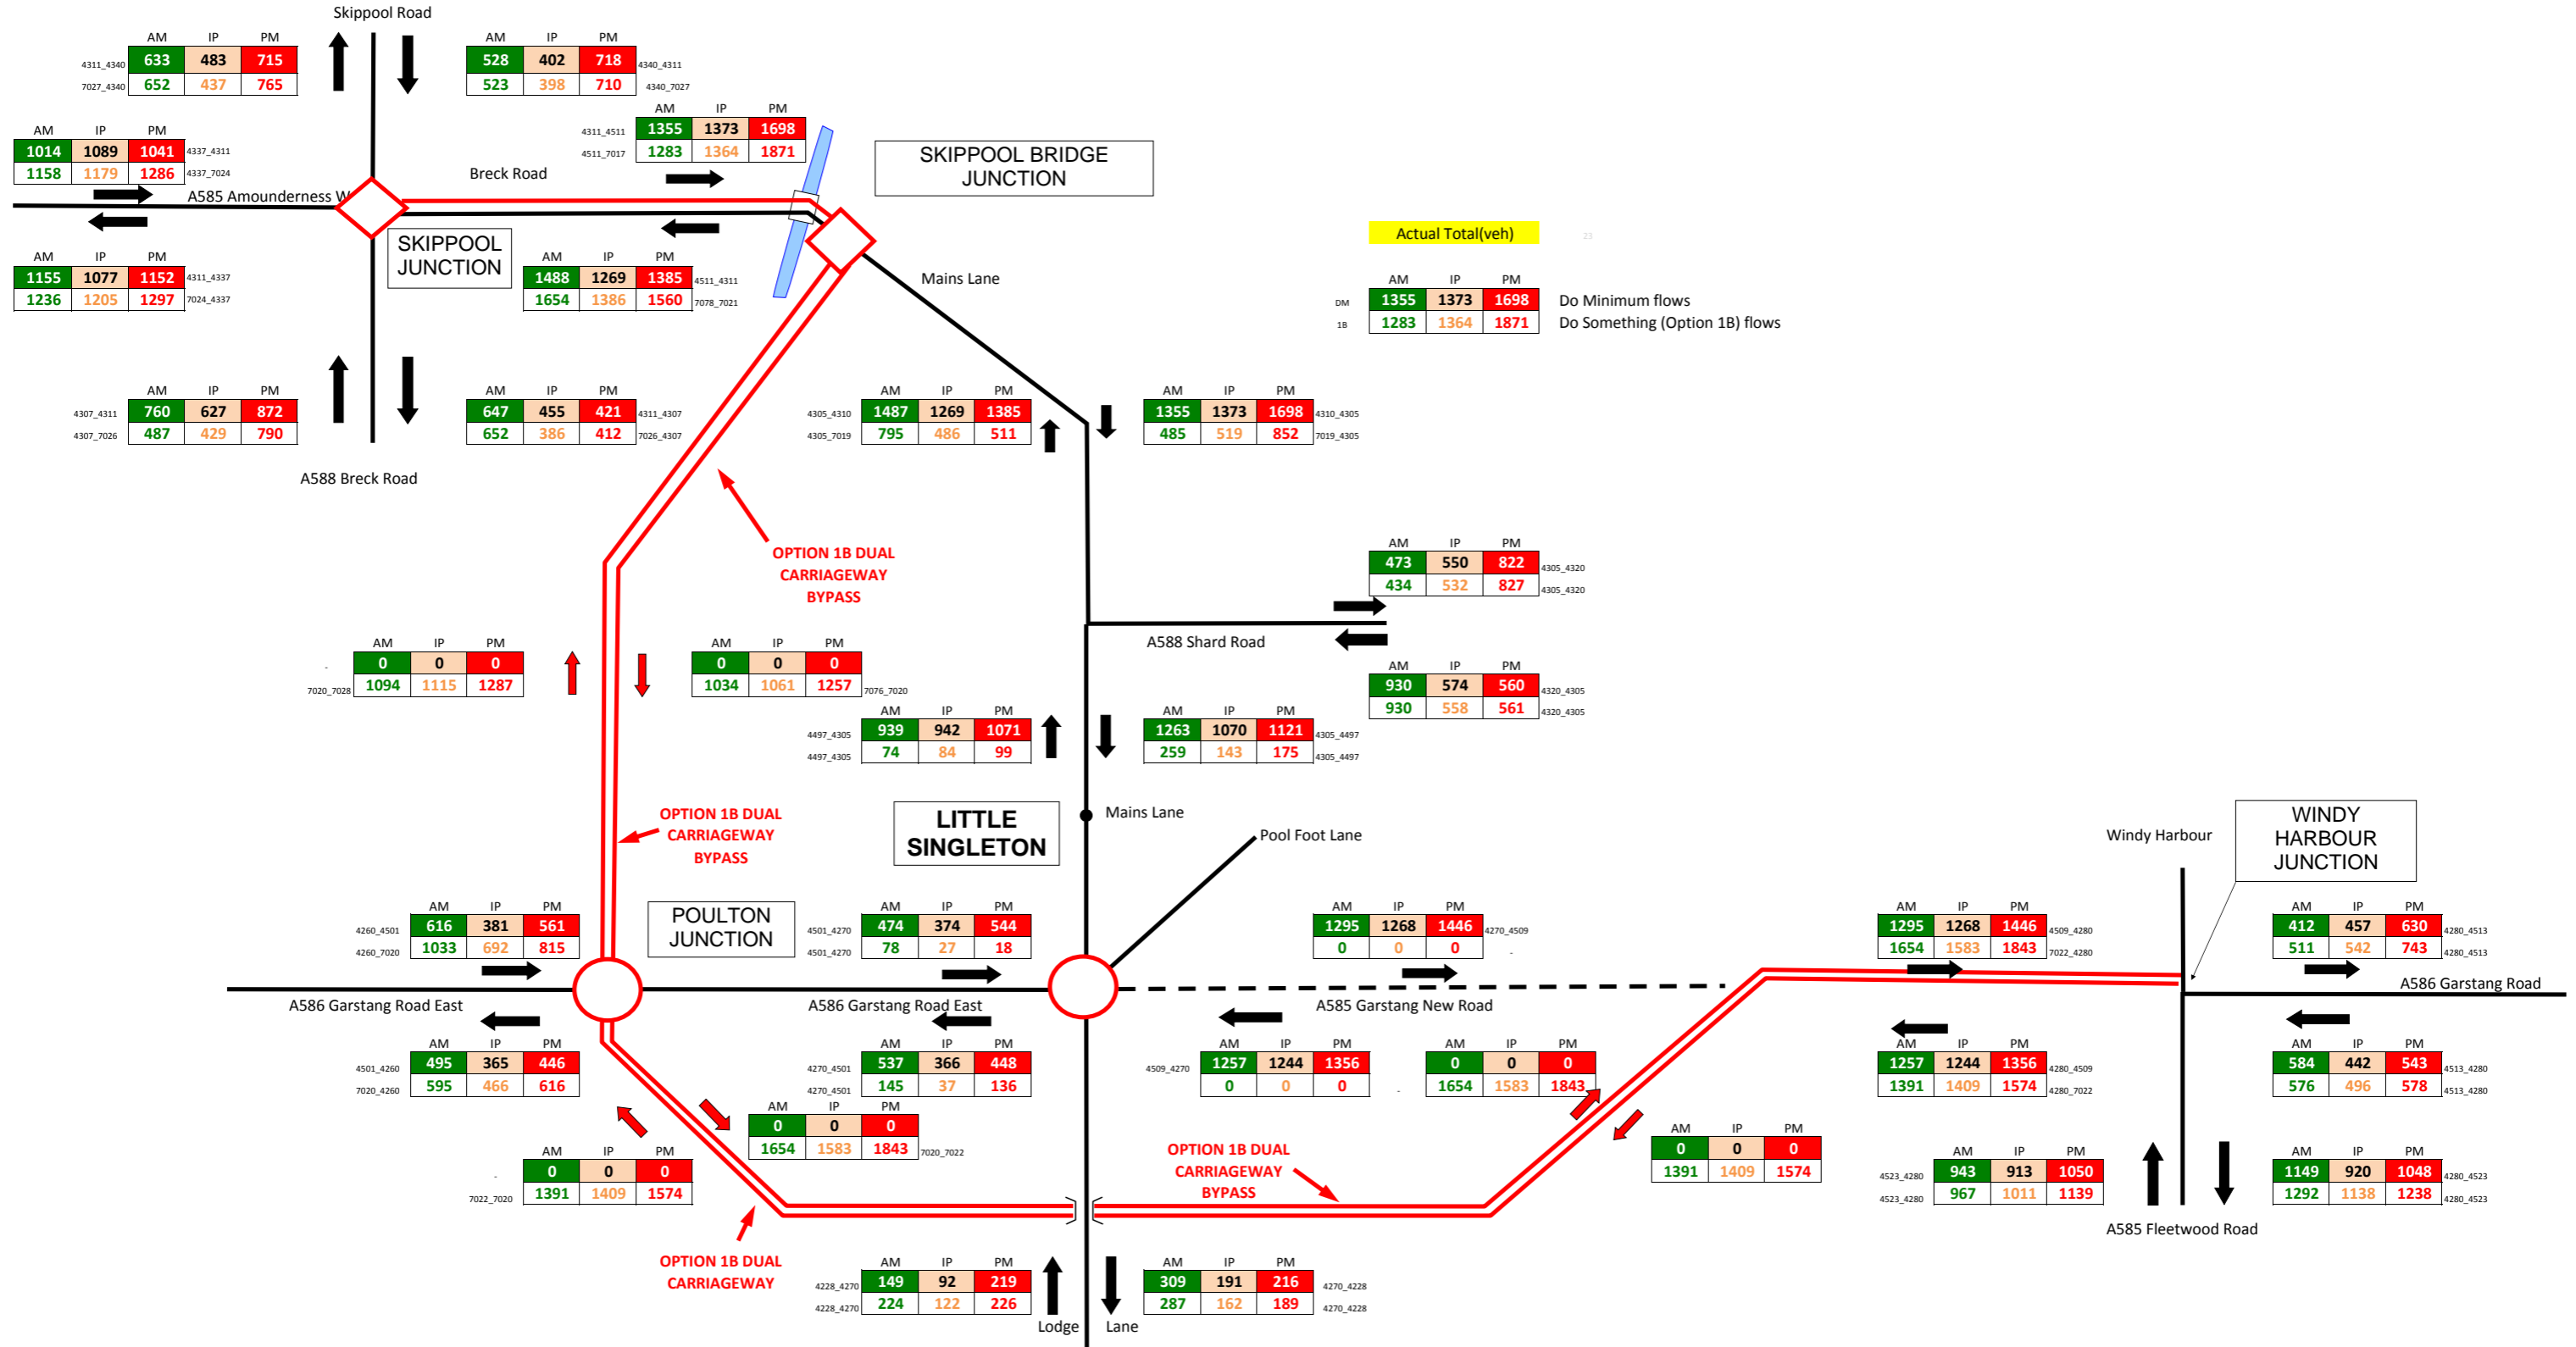 Skippool Road
AM IP PM
4311_4340 633 483 715
7027_4340 652 437 765
AM IP PM
528 402 718 4340_4311
523 398 710 4340_7027
AM IP PM
4311_4511 1355 1373 1698
4511_7017 1283 1364 1871
AM IP PM
1014 1089 1041 4337_4311
1158 1179 1286 4337_7024
SKIPPOOL BRIDGE
JUNCTION
Breck Road
A585 Amounderness W
SKIPPOOL
JUNCTION
Actual Total(veh)
23
AM IP PM
1155 1077 1152 4311_4337
1236 1205 1297 7024_4337
AM IP PM
1488 1269 1385 4511_4311
1654 1386 1560 7078_7021
Mains Lane
AM IP PM
DM 1355 1373 1698 Do Minimum flows
1B 1283 1364 1871 Do Something (Option 1B) flows
AM IP PM
4307_4311 760 627 872
4307_7026 487 429 790
AM IP PM
647 455 421 4311_4307
652 386 412 7026_4307
AM IP PM
4305_4310 1487 1269 1385
4305_7019 795 486 511
AM IP PM
1355 1373 1698 4310_4305
485 519 852 7019_4305
A588 Breck Road
OPTION 1B DUAL
CARRIAGEWAY
BYPASS
AM IP PM
473 550 822 4305_4320
434 532 827 4305_4320
A588 Shard Road
AM IP PM
- 0 0 0
7020_7028 1094 1115 1287
AM IP PM
0 0 0
1034 1061 1257 7076_7020
AM IP PM
930 574 560 4320_4305
930 558 561 4320_4305
AM IP PM
4497_4305 939 942 1071
4497_4305 74 84 99
AM IP PM
1263 1070 1121 4305_4497
259 143 175 4305_4497
OPTION 1B DUAL
CARRIAGEWAY
BYPASS
LITTLE
SINGLETON
Mains Lane
Pool Foot Lane
Windy Harbour
WINDY
HARBOUR
JUNCTION
AM IP PM
4260_4501 616 381 561
4260_7020 1033 692 815
POULTON
JUNCTION
AM IP PM
4501_4270 474 374 544
4501_4270 78 27 18
AM IP PM
1295 1268 1446 4270_4509
0 0 0 -
AM IP PM
1295 1268 1446 4509_4280
1654 1583 1843 7022_4280
AM IP PM
412 457 630 4280_4513
511 542 743 4280_4513
A586 Garstang Road East
A586 Garstang Road East
A585 Garstang New Road
A586 Garstang Road
AM IP PM
4501_4260 495 365 446
7020_4260 595 466 616
AM IP PM
4270_4501 537 366 448
4270_4501 145 37 136
AM IP PM
4509_4270 1257 1244 1356
0 0 0
AM IP PM
0 0 0
- 1654 1583 1843
AM IP PM
1257 1244 1356 4280_4509
1391 1409 1574 4280_7022
AM IP PM
584 442 543 4513_4280
576 496 578 4513_4280
AM IP PM
0 0 0
1654 1583 1843 7020_7022
AM IP PM
- 0 0 0
7022_7020 1391 1409 1574
OPTION 1B DUAL
CARRIAGEWAY
BYPASS
AM IP PM
0 0 0
1391 1409 1574
AM IP PM
4523_4280 943 913 1050
4523_4280 967 1011 1139
AM IP PM
1149 920 1048 4280_4523
1292 1138 1238 4280_4523
A585 Fleetwood Road
OPTION 1B DUAL
CARRIAGEWAY
AM IP PM
4228_4270 149 92 219
4228_4270 224 122 226
AM IP PM
309 191 216 4270_4228
287 162 189 4270_4228
Lodge Lane